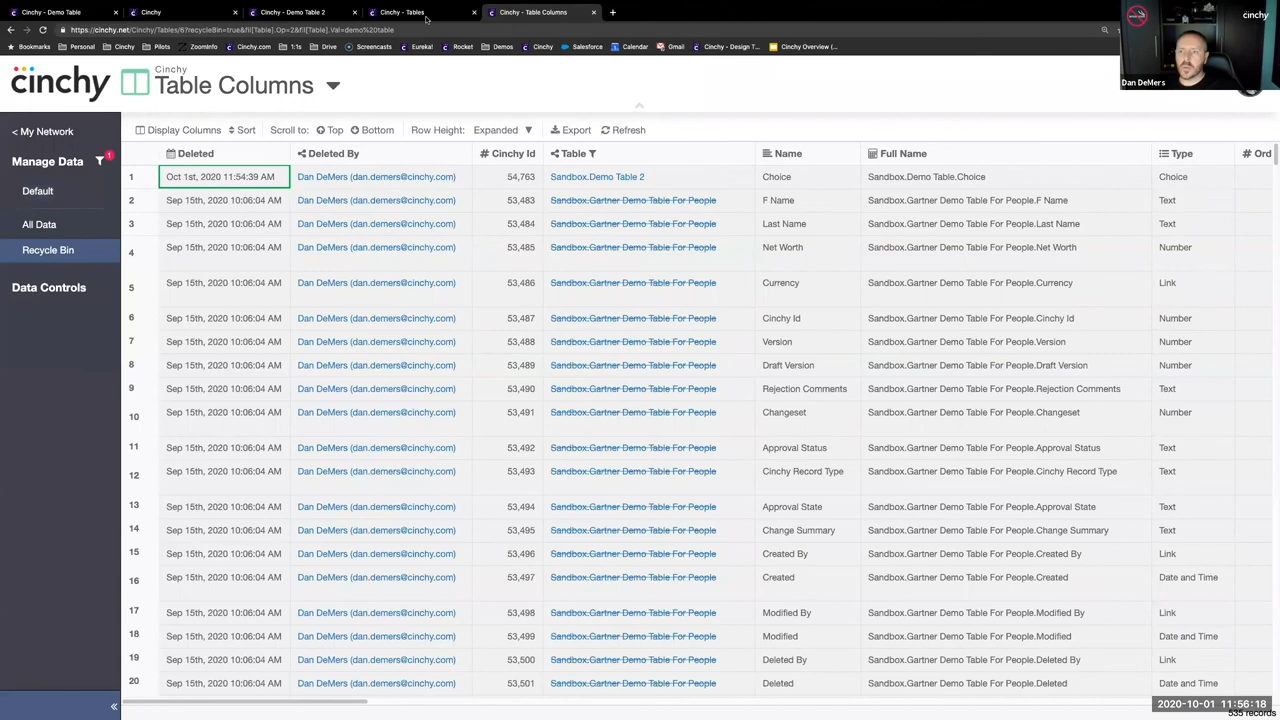 Cinchy - Demo Table
Cinchy
Cinchy - Demo Table 2
Cinchy - Tables
Cinchy - Table Columns
https://cinchy.net/Cinchy/Tables/6?recycleBin=true&fil[Table].Op=2&fil[Table].Val=demo%20table
Bookmarks Personal Cinchy Pilots ZoomInfo Cinchy.com 1:1s Drive Screencasts Eureka! Rocket Demos Cinchy Salesforce Calendar Gmail Cinchy - Design T... Cinchy Overview (...
cinchy
Dan DeMers
cinchy
Cinchy
Table Columns
< My Network
Manage Data 1
Default
All Data
Recycle Bin
Data Controls
«
Display Columns Sort Scroll to: Top Bottom Row Height: Expanded Export Refresh
Deleted Deleted By # Cinchy Id Table Name Full Name Type # Ord
1 Oct 1st, 2020 11:54:39 AM Dan DeMers (dan.demers@cinchy.com) 54,763 Sandbox.Demo Table 2 Choice Sandbox.Demo Table.Choice Choice
2 Sep 15th, 2020 10:06:04 AM Dan DeMers (dan.demers@cinchy.com) 53,483 Sandbox.Gartner Demo Table For People F Name Sandbox.Gartner Demo Table For People.F Name Text
3 Sep 15th, 2020 10:06:04 AM Dan DeMers (dan.demers@cinchy.com) 53,484 Sandbox.Gartner Demo Table For People Last Name Sandbox.Gartner Demo Table For People.Last Name Text
4 Sep 15th, 2020 10:06:04 AM Dan DeMers (dan.demers@cinchy.com) 53,485 Sandbox.Gartner Demo Table For People Net Worth Sandbox.Gartner Demo Table For People.Net Worth Number
5 Sep 15th, 2020 10:06:04 AM Dan DeMers (dan.demers@cinchy.com) 53,486 Sandbox.Gartner Demo Table For People Currency Sandbox.Gartner Demo Table For People.Currency Link
6 Sep 15th, 2020 10:06:04 AM Dan DeMers (dan.demers@cinchy.com) 53,487 Sandbox.Gartner Demo Table For People Cinchy Id Sandbox.Gartner Demo Table For People.Cinchy Id Number
7 Sep 15th, 2020 10:06:04 AM Dan DeMers (dan.demers@cinchy.com) 53,488 Sandbox.Gartner Demo Table For People Version Sandbox.Gartner Demo Table For People.Version Number
8 Sep 15th, 2020 10:06:04 AM Dan DeMers (dan.demers@cinchy.com) 53,489 Sandbox.Gartner Demo Table For People Draft Version Sandbox.Gartner Demo Table For People.Draft Version Number
9 Sep 15th, 2020 10:06:04 AM Dan DeMers (dan.demers@cinchy.com) 53,490 Sandbox.Gartner Demo Table For People Rejection Comments Sandbox.Gartner Demo Table For People.Rejection Comments Text
10 Sep 15th, 2020 10:06:04 AM Dan DeMers (dan.demers@cinchy.com) 53,491 Sandbox.Gartner Demo Table For People Changeset Sandbox.Gartner Demo Table For People.Changeset Number
11 Sep 15th, 2020 10:06:04 AM Dan DeMers (dan.demers@cinchy.com) 53,492 Sandbox.Gartner Demo Table For People Approval Status Sandbox.Gartner Demo Table For People.Approval Status Text
12 Sep 15th, 2020 10:06:04 AM Dan DeMers (dan.demers@cinchy.com) 53,493 Sandbox.Gartner Demo Table For People Cinchy Record Type Sandbox.Gartner Demo Table For People.Cinchy Record Type Text
13 Sep 15th, 2020 10:06:04 AM Dan DeMers (dan.demers@cinchy.com) 53,494 Sandbox.Gartner Demo Table For People Approval State Sandbox.Gartner Demo Table For People.Approval State Text
14 Sep 15th, 2020 10:06:04 AM Dan DeMers (dan.demers@cinchy.com) 53,495 Sandbox.Gartner Demo Table For People Change Summary Sandbox.Gartner Demo Table For People.Change Summary Text
15 Sep 15th, 2020 10:06:04 AM Dan DeMers (dan.demers@cinchy.com) 53,496 Sandbox.Gartner Demo Table For People Created By Sandbox.Gartner Demo Table For People.Created By Link
16 Sep 15th, 2020 10:06:04 AM Dan DeMers (dan.demers@cinchy.com) 53,497 Sandbox.Gartner Demo Table For People Created Sandbox.Gartner Demo Table For People.Created Date and Time
17 Sep 15th, 2020 10:06:04 AM Dan DeMers (dan.demers@cinchy.com) 53,498 Sandbox.Gartner Demo Table For People Modified By Sandbox.Gartner Demo Table For People.Modified By Link
18 Sep 15th, 2020 10:06:04 AM Dan DeMers (dan.demers@cinchy.com) 53,499 Sandbox.Gartner Demo Table For People Modified Sandbox.Gartner Demo Table For People.Modified Date and Time
19 Sep 15th, 2020 10:06:04 AM Dan DeMers (dan.demers@cinchy.com) 53,500 Sandbox.Gartner Demo Table For People Deleted By Sandbox.Gartner Demo Table For People.Deleted By Link
20 Sep 15th, 2020 10:06:04 AM Dan DeMers (dan.demers@cinchy.com) 53,501 Sandbox.Gartner Demo Table For People Deleted Sandbox.Gartner Demo Table For People.Deleted Date and Time
2020-10-01 11:56:18
535 records